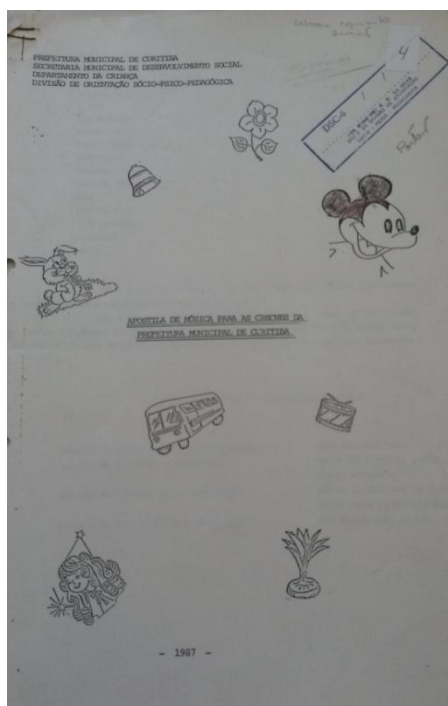 PREFEITURA MUNICIPAL DE CURITIBA
SECRETARIA MUNICIPAL DE DESENVOLVIMENTO SOCIAL
DEPARTAMENTO DA CRIANÇA
DIVISÃO DE ORIENTAÇÃO SÓCIO-PSICO-PEDAGÓGICA
4
APOSTILA DE MÚSICA PARA AS CRECHES DA
PREFEITURA MUNICIPAL DE CURITIBA
- 1987 -